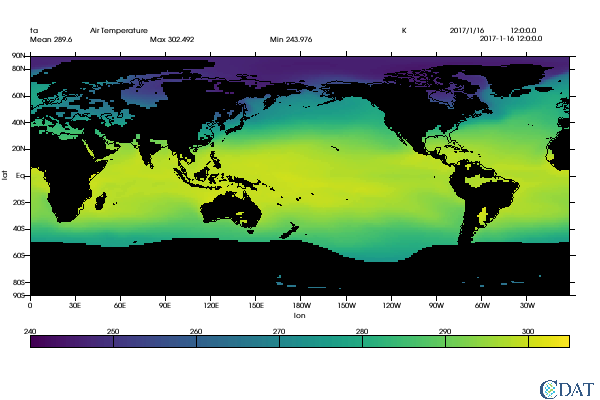 ta Air Temperature K 2017/1/16 12:0:0.0
Mean 289.6 Max 302.492 Min 243.976 2017-1-16 12:0:0.0
90N
80N
60N
40N
20N
lat Eq
20S
40S
60S
80S
90S
0 30E 60E 90E 120E 150E 180W 150W 120W 90W 60W 30W
lon
240 250 260 270 280 290 300
CDAT